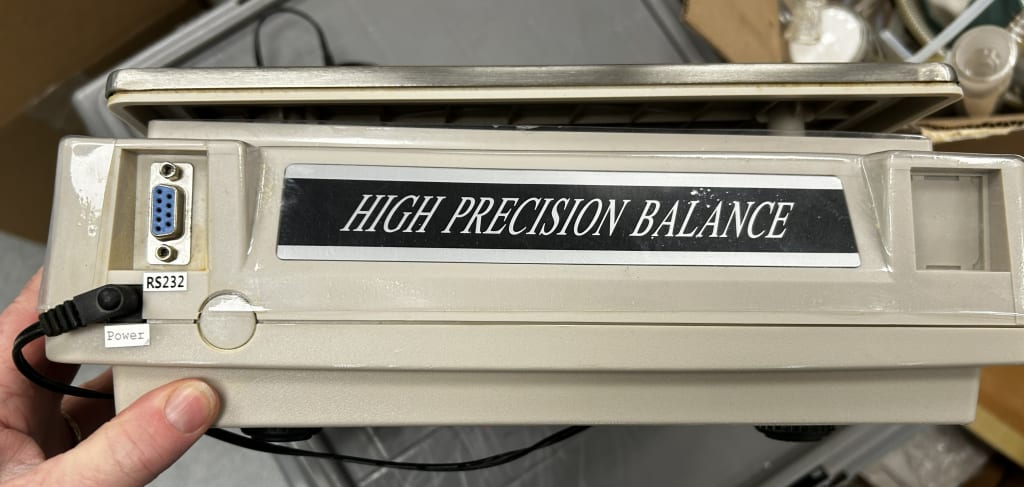 HIGH PRECISION BALANCE
RS232
Power